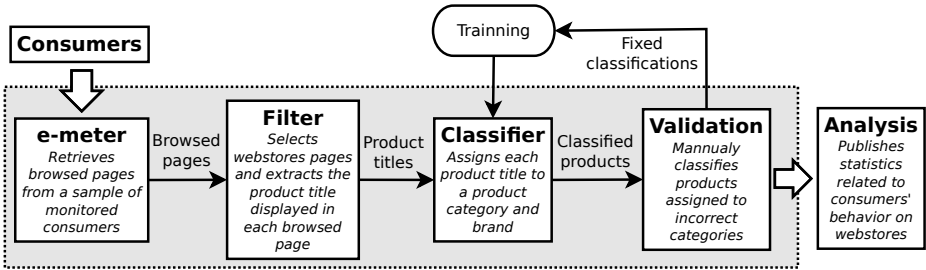 Consumers
Trainning
Fixed
classifications
e-meter
Retrieves
browsed pages
from a sample of
monitored
consumers
Browsed
pages
Filter
Selects
webstores pages
and extracts the
product title
displayed in
each browsed
page
Product
titles
Classifier
Assigns each
product title to
a product
category and
brand
Classified
products
Validation
Mannualy
classifies
products
assigned to
incorrect
categories
Analysis
Publishes
statistics
related to
consumers'
behavior on
webstores